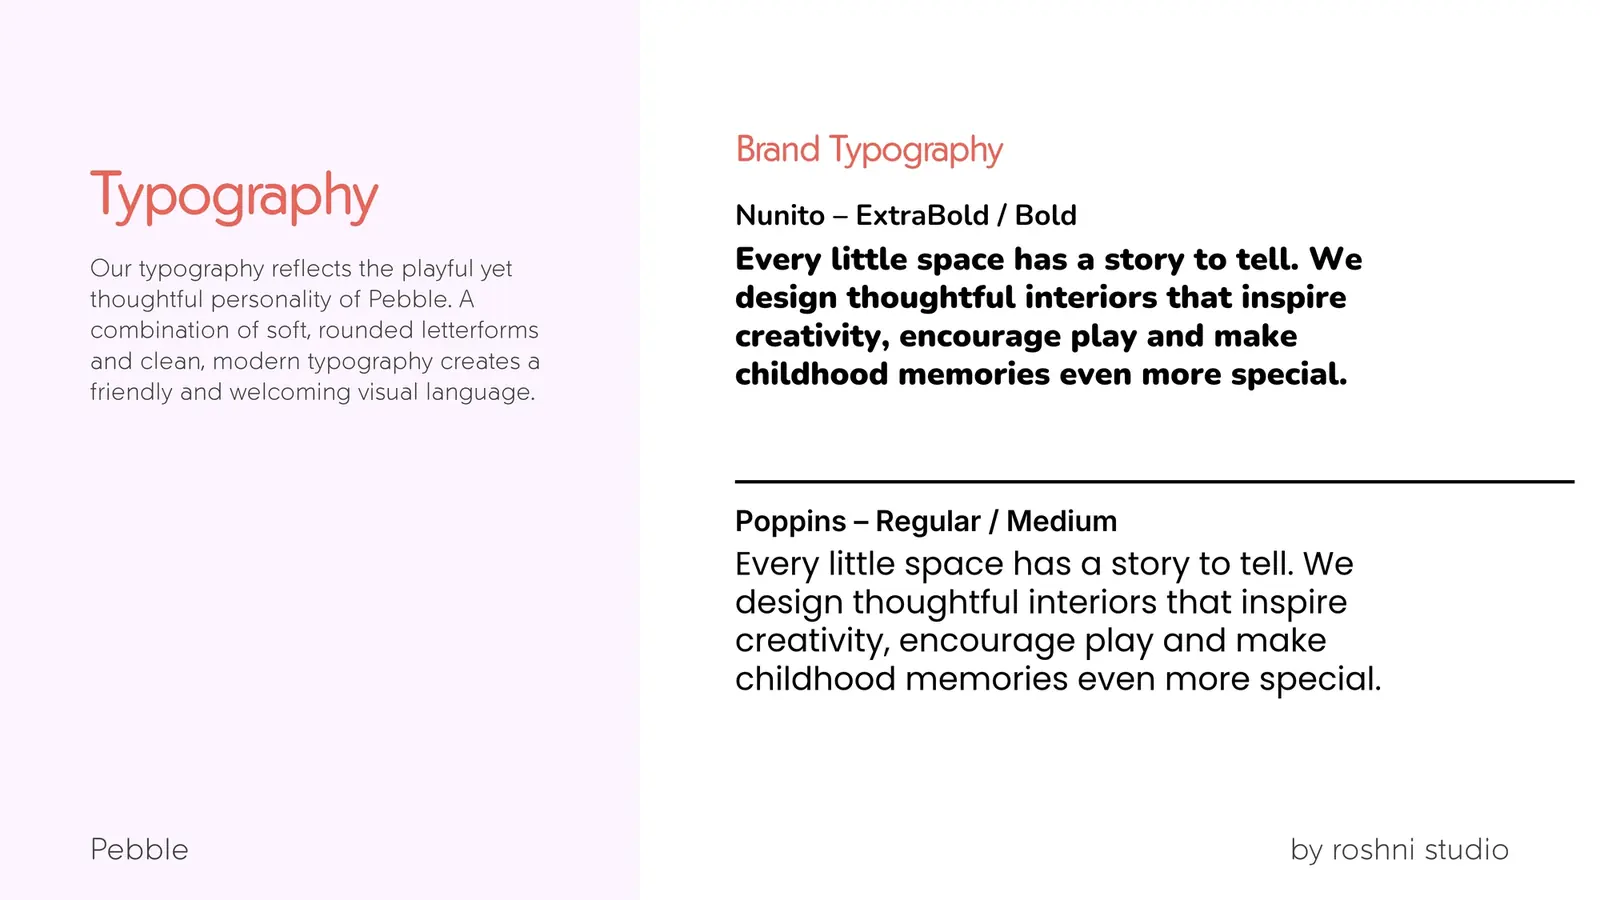 Typography
Our typography reflects the playful yet
thoughtful personality of Pebble. A
combination of soft, rounded letterforms
and clean, modern typography creates a
friendly and welcoming visual language.
Pebble
Brand Typography
Nunito – ExtraBold / Bold
Every little space has a story to tell. We
design thoughtful interiors that inspire
creativity, encourage play and make
childhood memories even more special.
Poppins – Regular / Medium
Every little space has a story to tell. We
design thoughtful interiors that inspire
creativity, encourage play and make
childhood memories even more special.
by roshni studio